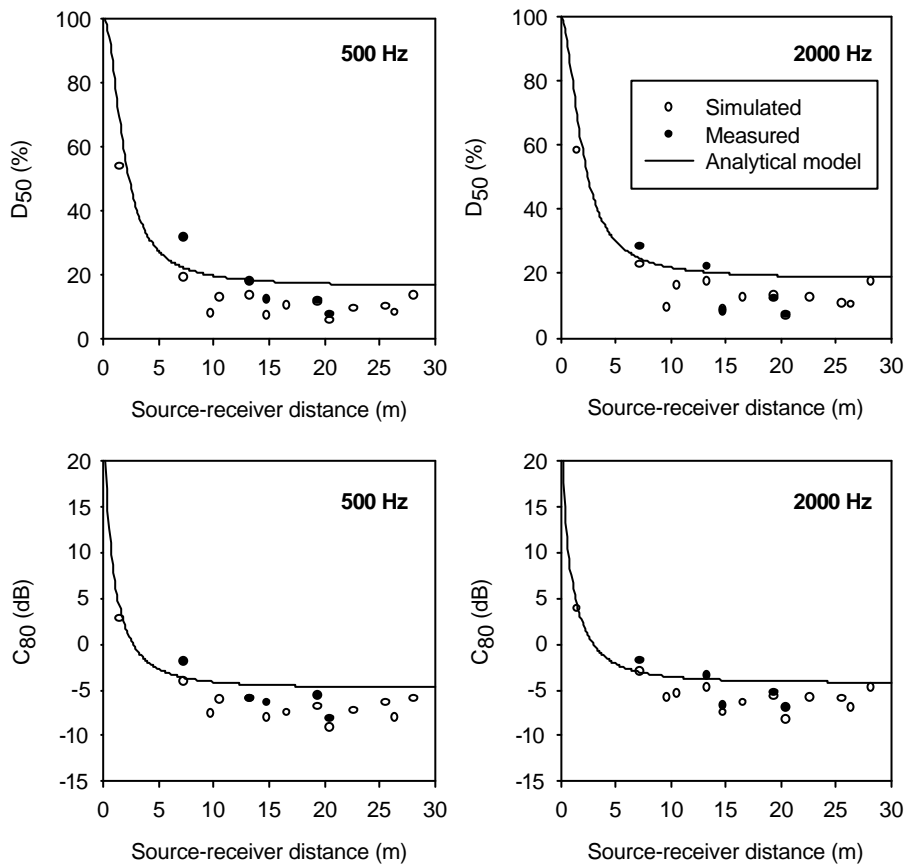 100
80
60
40
20
0
D50 (%)
500 Hz
0 5 10 15 20 25 30
Source-receiver distance (m)
100
80
60
40
20
0
D50 (%)
2000 Hz
Simulated
Measured
Analytical model
0 5 10 15 20 25 30
Source-receiver distance (m)
20
15
10
5
0
-5
-10
-15
C80 (dB)
500 Hz
0 5 10 15 20 25 30
Source-receiver distance (m)
20
15
10
5
0
-5
-10
-15
C80 (dB)
2000 Hz
0 5 10 15 20 25 30
Source-receiver distance (m)